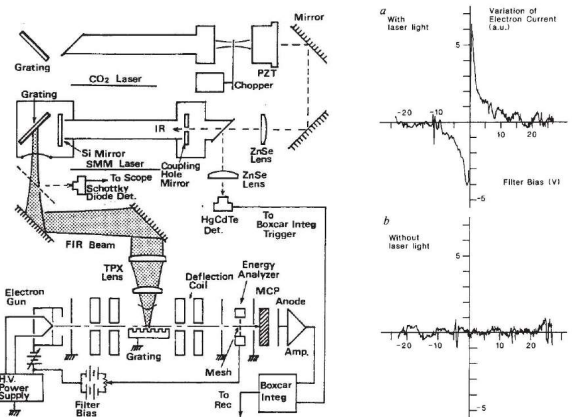 Mirror
Grating
PZT
CO₂ Laser
Chopper
Grating
IR
ZnSe
Lens
Si Mirror
SMM Laser
Coupling
Hole
Mirror
ZnSe
Lens
To Scope
Schottky
Diode Det.
HgCdTe
Det.
To
Boxcar Integ
Trigger
FIR Beam
TPX
Lens
Deflection
Coil
Energy
Analyzer
MCP
Anode
Electron
Gun
Grating
Mesh
Amp.
H.V.
Power
Supply
Filter
Bias
To
Rec
Boxcar
Integ
a
With
laser light
Variation of
Electron Current
(a.u.)
5
-20
-10
10
20
Filter Bias (V)
-5
b
Without
laser light
5
-20
-10
10
20
-5